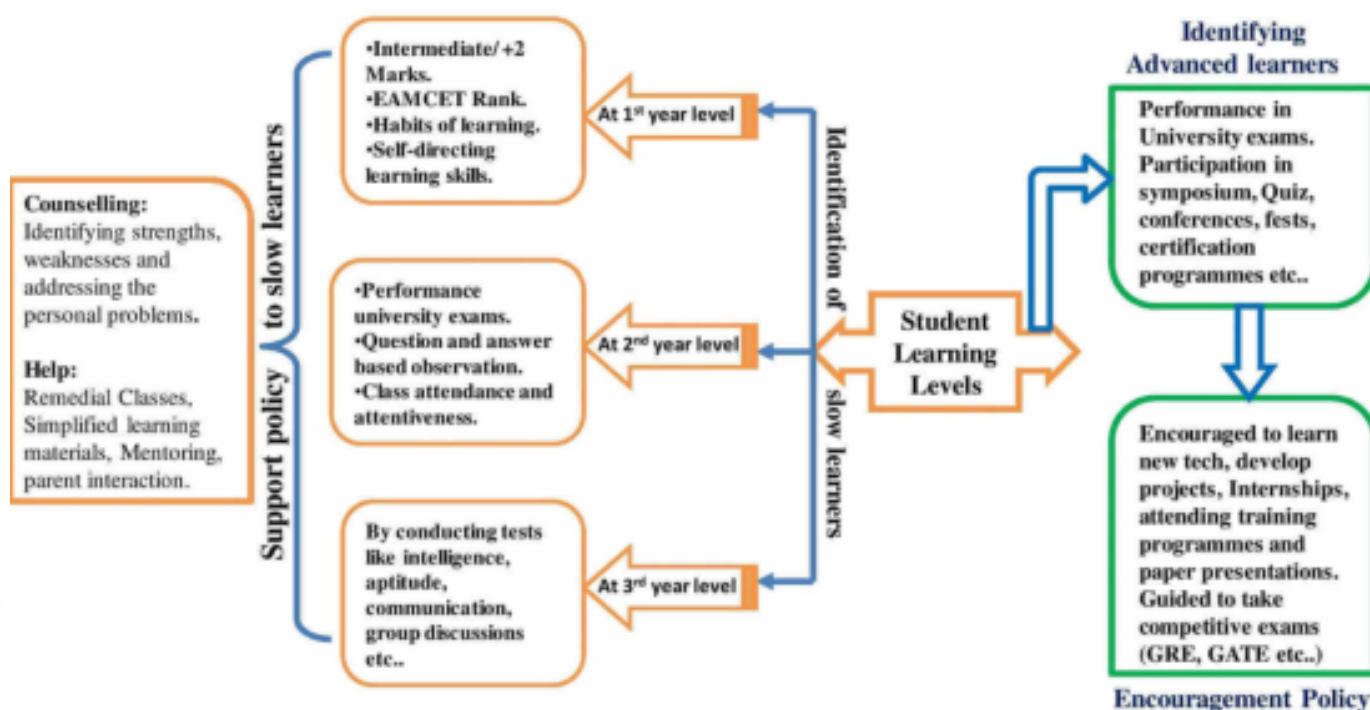 •Intermediate/ +2
Marks.
•EAMCET Rank.
•Habits of learning.
•Self-directing
learning skills.
At 1st year level
Identifying
Advanced learners
Performance in
University exams.
Participation in
symposium, Quiz,
conferences, fests,
certification
programmes etc..
Counselling:
Identifying strengths,
weaknesses and
addressing the
personal problems.
Help:
Remedial Classes,
Simplified learning
materials, Mentoring,
parent interaction.
Support policy to slow learners
•Performance
university exams.
•Question and answer
based observation.
•Class attendance and
attentiveness.
At 2nd year level
Identification of slow learners
Student
Learning
Levels
By conducting tests
like intelligence,
aptitude,
communication,
group discussions
etc..
At 3rd year level
Encouraged to learn
new tech, develop
projects, Internships,
attending training
programmes and
paper presentations.
Guided to take
competitive exams
(GRE, GATE etc..)
Encouragement Policy